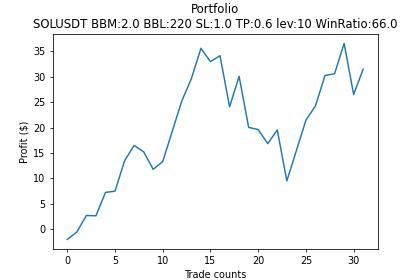 Portfolio
SOLUSDT BBM:2.0 BBL:220 SL:1.0 TP:0.6 lev:10 WinRatio:66.0
35
30
25
20
15
10
5
0
Profit ($)
0 5 10 15 20 25 30
Trade counts